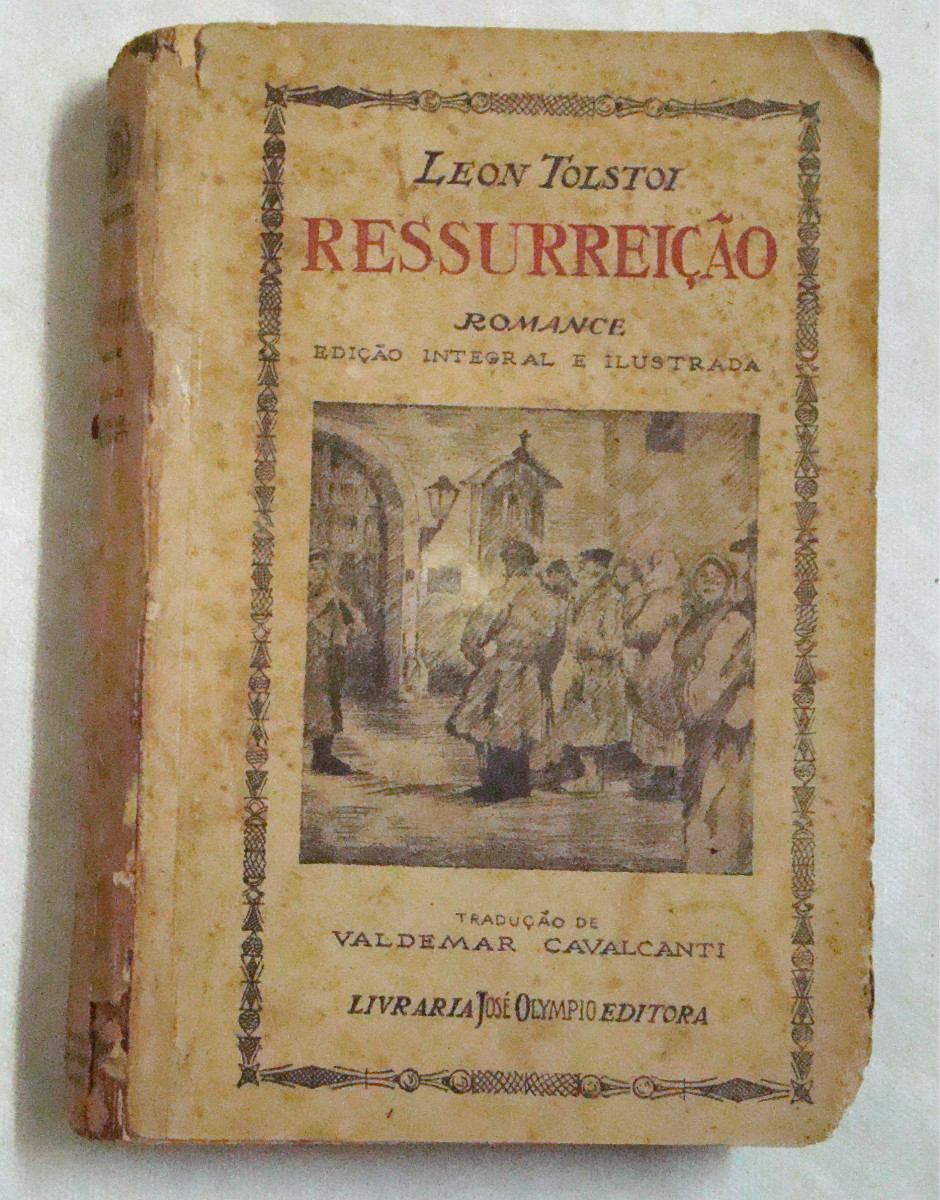 LEON TOLSTOI
RESSURREIÇÃO
ROMANCE
EDIÇÃO INTEGRAL E ILUSTRADA
TRADUÇÃO DE
VALDEMAR CAVALCANTI
LIVRARIA JOSÉ OLYMPIO EDITORA